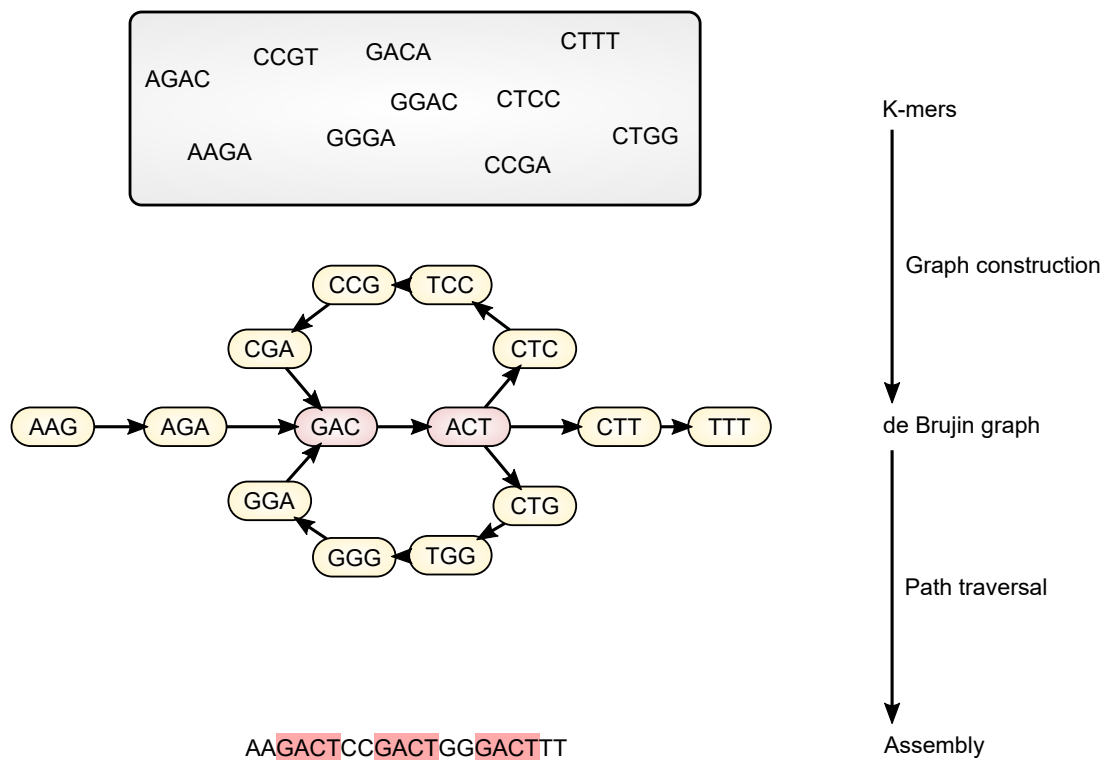 CTTT
GACA
CCGT
AGAC
CTCC
GGAC
K-mers
CTGG
GGGA
AAGA
CCGA
Graph construction
CCG
TCC
CGA
CTC
AAG
AGA
GAC
ACT
CTT
TTT
de Brujin graph
GGA
CTG
GGG
TGG
Path traversal
AAGACTCCGACTGGGACTTT
Assembly